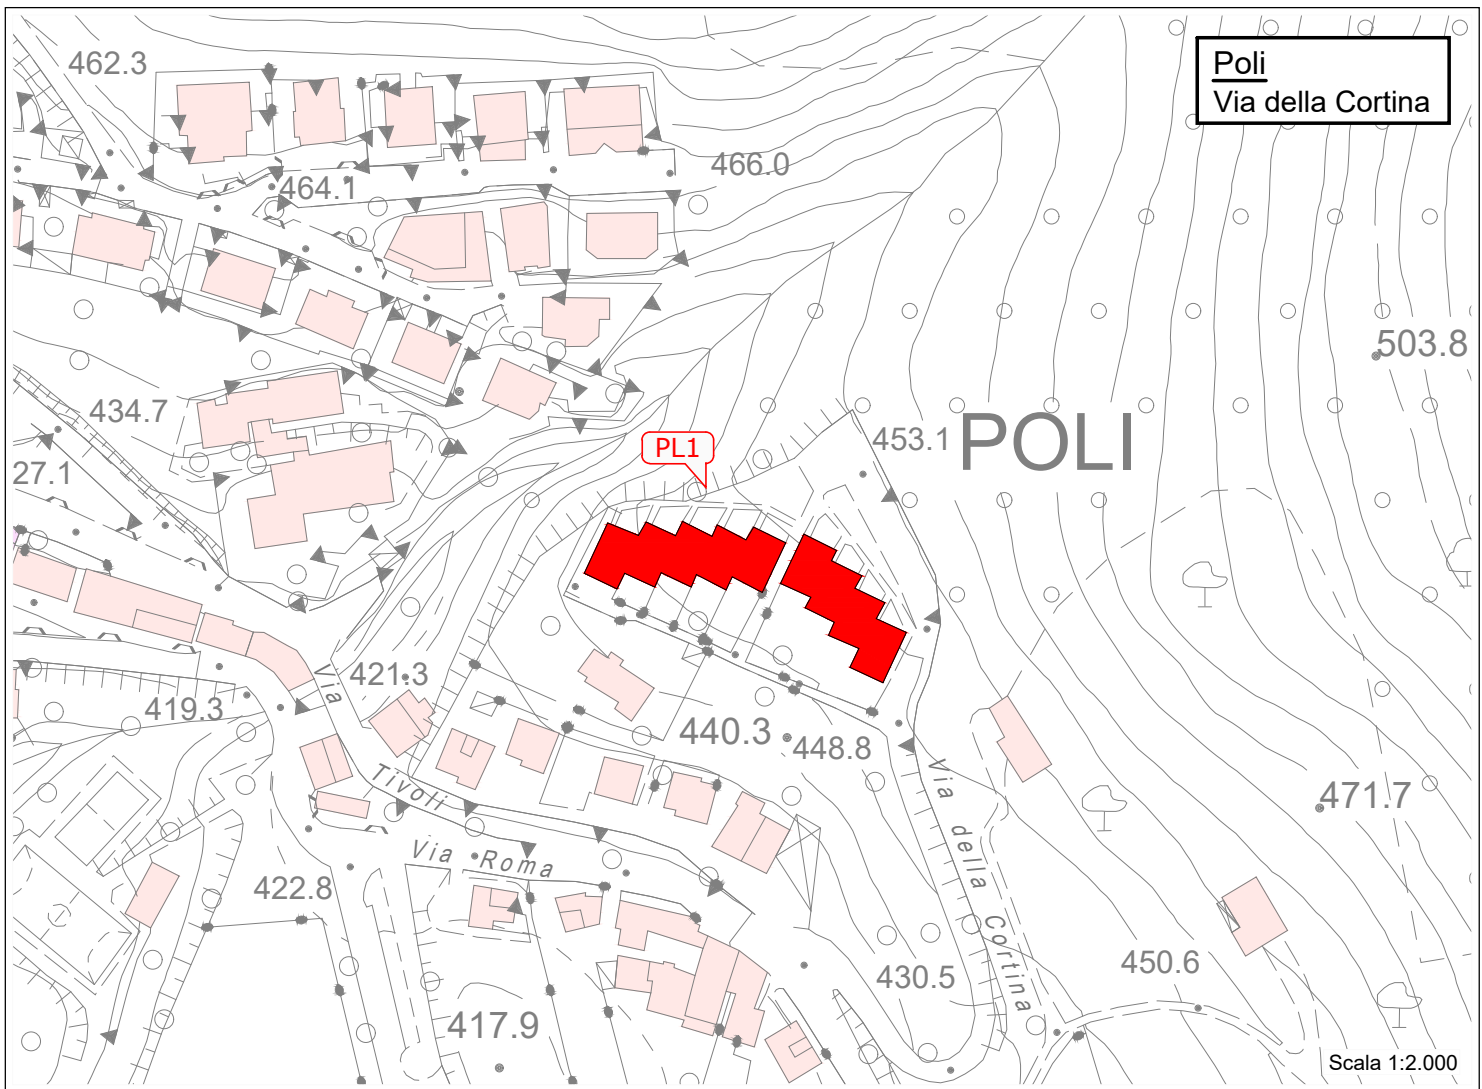 Poli
Via della Cortina
462.3
466.0
464.1
503.8
434.7
453.1
POLI
PL1
27.1
421.3
419.3
Via
Tivoli
440.3
448.8
Via della Cortina
471.7
Via Roma
422.8
430.5
450.6
417.9
Scala 1:2.000